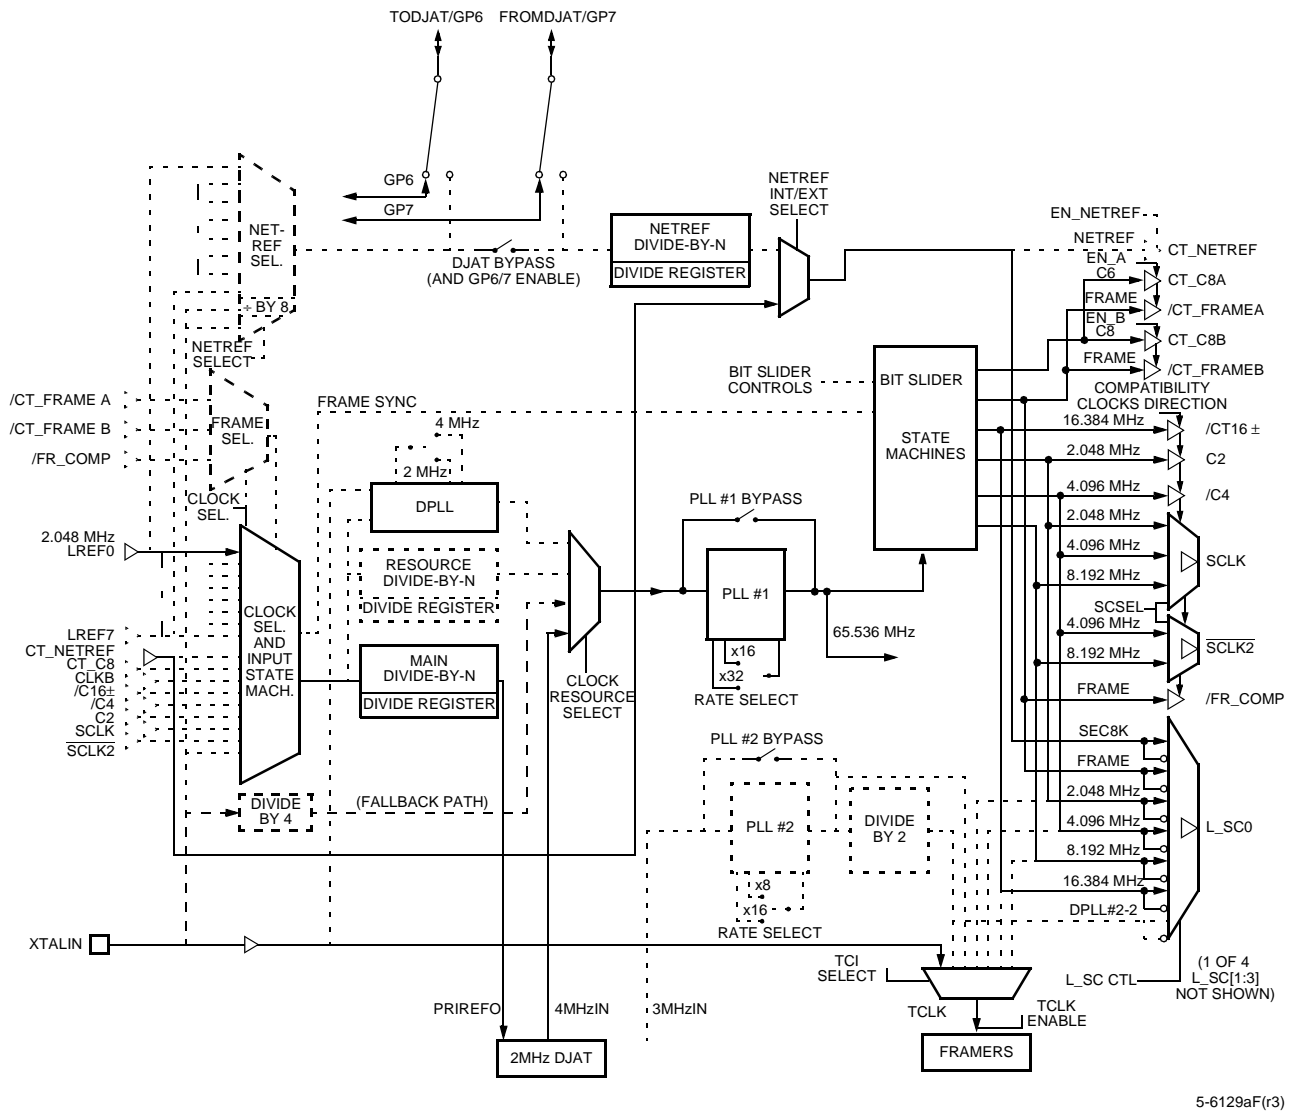 TODJAT/GP6
FROMDJAT/GP7
GP6
GP7
NET-
REF
SEL.
÷ BY 8
NETREF
SELECT
DJAT BYPASS
(AND GP6/7 ENABLE)
NETREF
DIVIDE-BY-N
DIVIDE REGISTER
NETREF
INT/EXT
SELECT
EN_NETREF
NETREF
CT_NETREF
EN_A
C6
CT_C8A
FRAME
/CT_FRAMEA
EN_B
C8
CT_C8B
FRAME
/CT_FRAMEB
COMPATIBILITY
CLOCKS DIRECTION
16.384 MHz
/CT16 ±
2.048 MHz
C2
4.096 MHz
/C4
2.048 MHz
4.096 MHz
SCLK
8.192 MHz
SCSEL
4.096 MHz
SCLK2
8.192 MHz
FRAME
/FR_COMP
SEC8K
FRAME
2.048 MHz
4.096 MHz
L_SC0
8.192 MHz
16.384 MHz
DPLL#2-2
L_SC CTL
(1 OF 4
L_SC[1:3]
NOT SHOWN)
BIT SLIDER
CONTROLS
BIT SLIDER
STATE
MACHINES
/CT_FRAME A
/CT_FRAME B
/FR_COMP
FRAME
SEL.
FRAME SYNC
4 MHz
2 MHz
DPLL
CLOCK
SEL.
2.048 MHz
LREF0
LREF7
CT_NETREF
CT_C8
CLKB
/C16±
/C4
C2
SCLK
SCLK2
CLOCK
SEL.
AND
INPUT
STATE
MACH.
RESOURCE
DIVIDE-BY-N
DIVIDE REGISTER
MAIN
DIVIDE-BY-N
DIVIDE REGISTER
CLOCK
RESOURCE
SELECT
PLL #1 BYPASS
PLL #1
x16
x32
RATE SELECT
65.536 MHz
DIVIDE
BY 4
(FALLBACK PATH)
PLL #2 BYPASS
PLL #2
DIVIDE
BY 2
x8
x16
RATE SELECT
XTALIN
PRIREFO
4MHzIN
3MHzIN
2MHz DJAT
TCI
SELECT
TCLK
TCLK
ENABLE
FRAMERS
5-6129aF(r3)